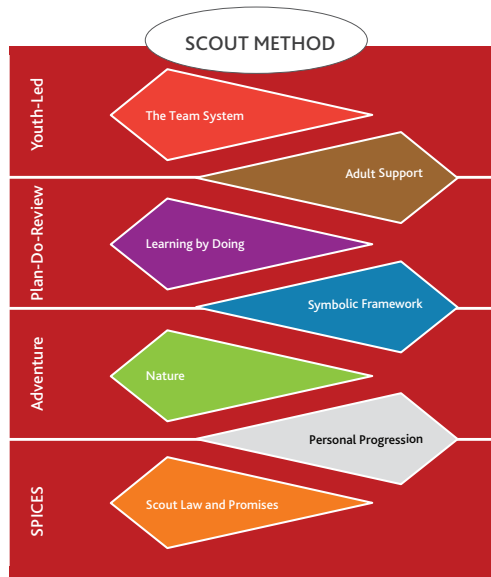 SCOUT METHOD
Youth-Led
The Team System
Adult Support
Plan-Do-Review
Learning by Doing
Symbolic Framework
Adventure
Nature
Personal Progression
SPICES
Scout Law and Promises